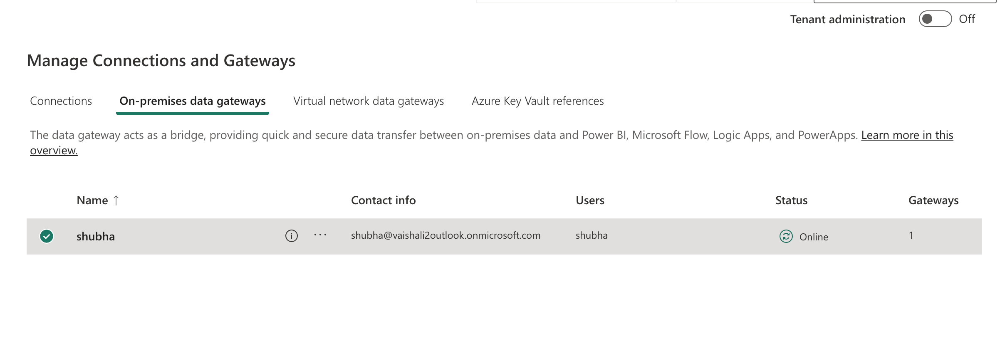 Tenant administration Off
Manage Connections and Gateways
Connections On-premises data gateways Virtual network data gateways Azure Key Vault references
The data gateway acts as a bridge, providing quick and secure data transfer between on-premises data and Power BI, Microsoft Flow, Logic Apps, and PowerApps. Learn more in this
overview.
Name ↑ Contact info Users Status Gateways
shubha ··· shubha@vaishali2outlook.onmicrosoft.com shubha Online 1